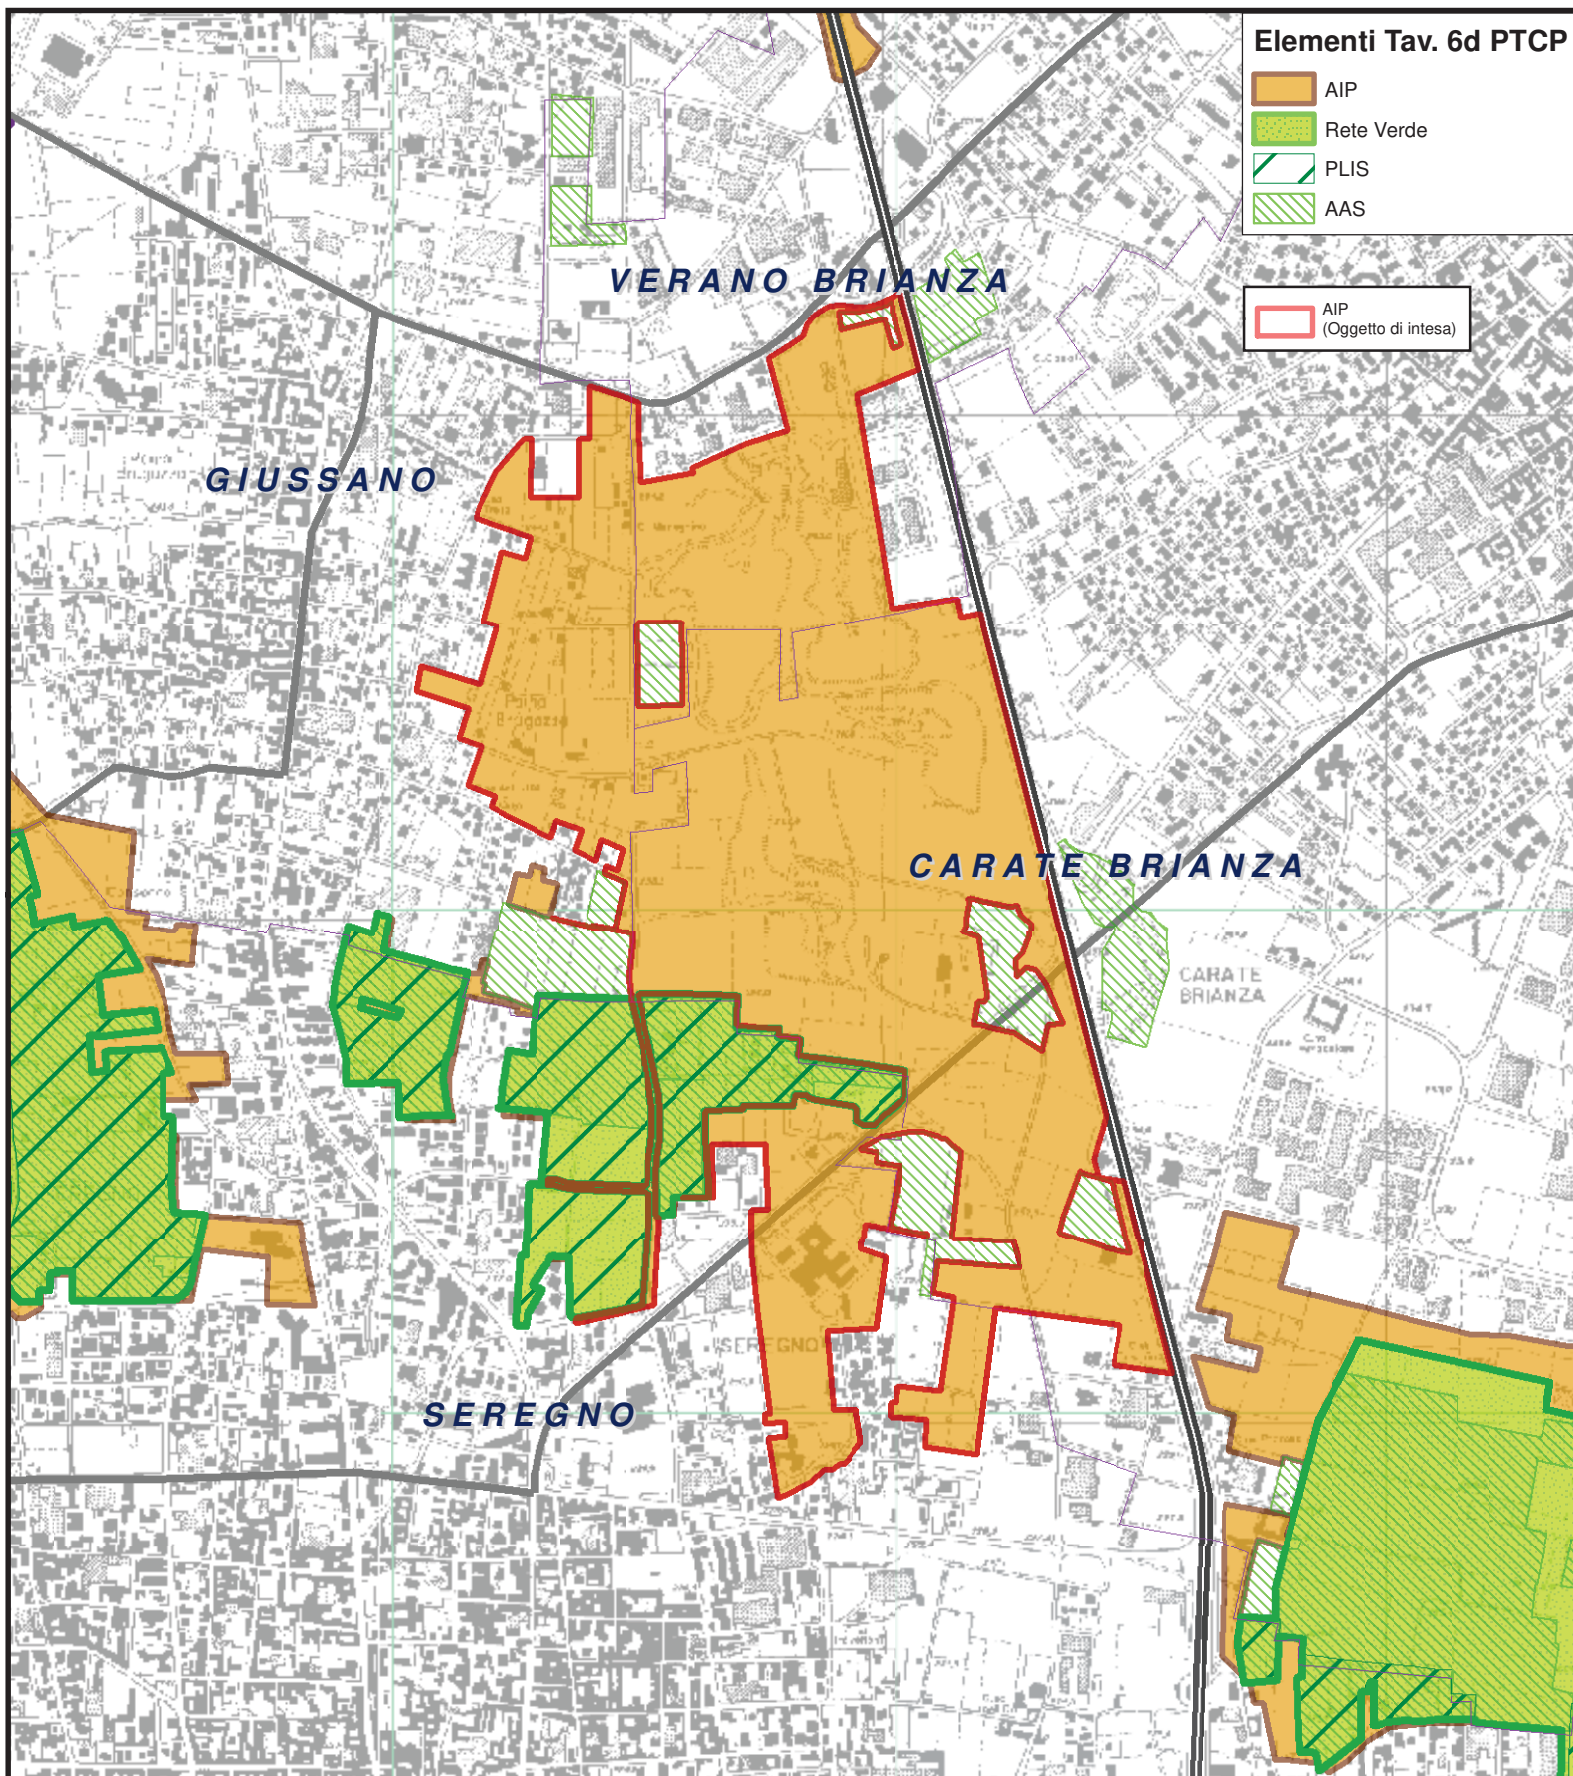 Elementi Tav. 6d PTCP
AIP
Rete Verde
PLIS
AAS
AIP
(Oggetto di intesa)
VERANO BRIANZA
GIUSSANO
CARATE BRIANZA
CARATE
BRIANZA
SEREGNO
SEREGNO